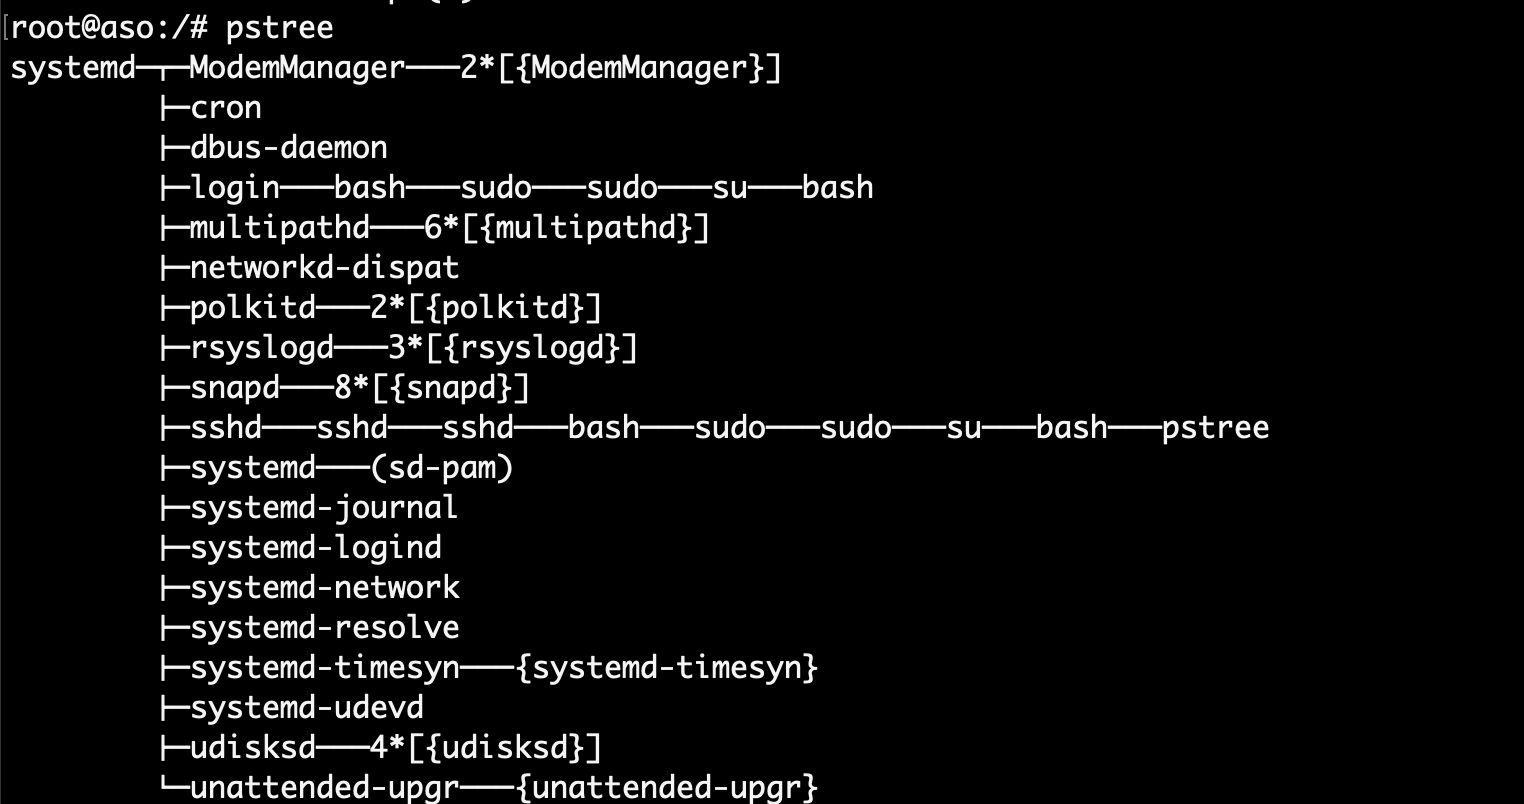 [root@aso:/# pstree
systemd─┬─ModemManager───2*[{ModemManager}]
        ├─cron
        ├─dbus-daemon
        ├─login───bash───sudo───sudo───su───bash
        ├─multipathd───6*[{multipathd}]
        ├─networkd-dispat
        ├─polkitd───2*[{polkitd}]
        ├─rsyslogd───3*[{rsyslogd}]
        ├─snapd───8*[{snapd}]
        ├─sshd───sshd───sshd───bash───sudo───sudo───su───bash───pstree
        ├─systemd───(sd-pam)
        ├─systemd-journal
        ├─systemd-logind
        ├─systemd-network
        ├─systemd-resolve
        ├─systemd-timesyn───{systemd-timesyn}
        ├─systemd-udevd
        ├─udisksd───4*[{udisksd}]
        └─unattended-upgr───{unattended-upgr}